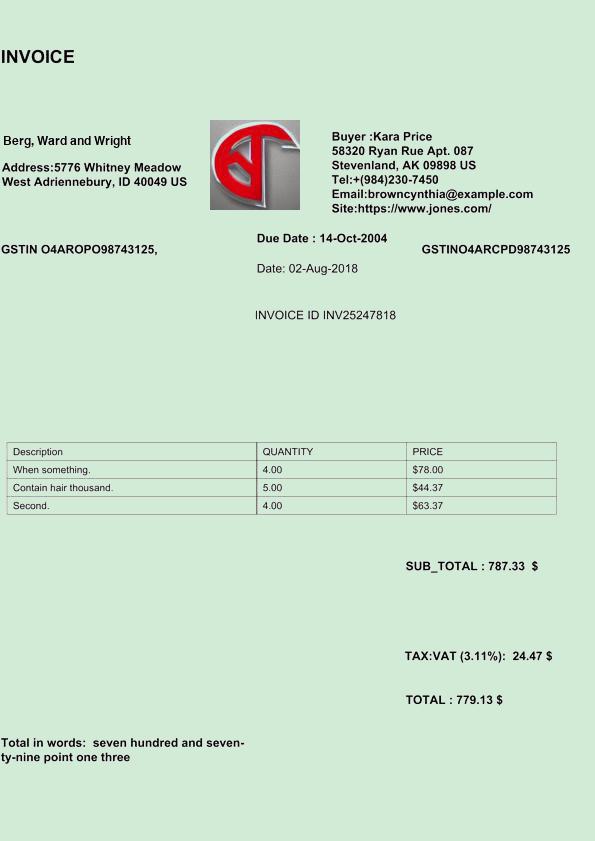 INVOICE
Berg, Ward and Wright
Address:5776 Whitney Meadow
West Adriennebury, ID 40049 US
Buyer :Kara Price
58320 Ryan Rue Apt. 087
Stevenland, AK 09898 US
Tel:+(984)230-7450
Email:browncynthia@example.com
Site:https://www.jones.com/
GSTIN O4AROPO98743125,
Due Date : 14-Oct-2004
GSTINO4ARCPD98743125
Date: 02-Aug-2018
INVOICE ID INV25247818
Description QUANTITY PRICE
When something. 4.00 $78.00
Contain hair thousand. 5.00 $44.37
Second. 4.00 $63.37
SUB_TOTAL : 787.33 $
TAX:VAT (3.11%): 24.47 $
TOTAL : 779.13 $
Total in words: seven hundred and seven-
ty-nine point one three